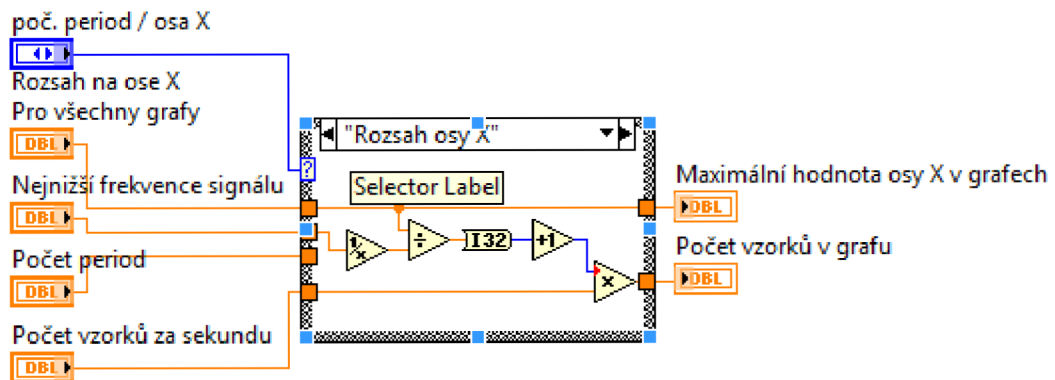 poč. period / osa X
Rozsah na ose X
Pro všechny grafy
DBL
Nejnižší frekvence signálu
DBL
Počet period
DBL
Počet vzorků za sekundu
DBL
"Rozsah osy X"
?
Selector Label
1/x
÷
I32
+1
x
Maximální hodnota osy X v grafech
DBL
Počet vzorků v grafu
DBL